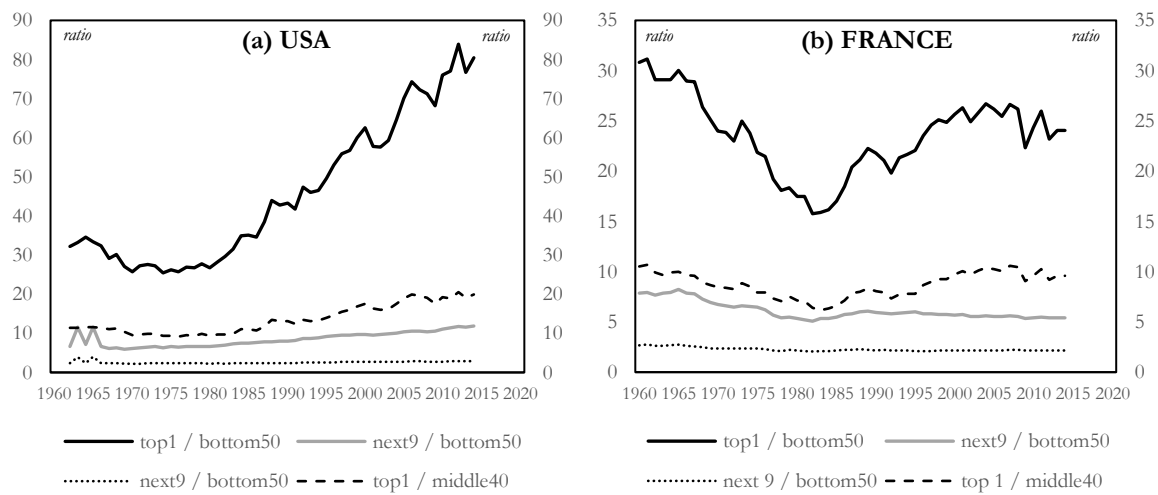 (a) USA
ratio
ratio
90
80
70
60
50
40
30
20
10
0
90
80
70
60
50
40
30
20
10
0
1960 1965 1970 1975 1980 1985 1990 1995 2000 2005 2010 2015 2020
top1 / bottom50
next9 / bottom50
next9 / bottom50
top1 / middle40
(b) FRANCE
ratio
ratio
35
30
25
20
15
10
5
0
35
30
25
20
15
10
5
0
1960 1965 1970 1975 1980 1985 1990 1995 2000 2005 2010 2015 2020
top1 / bottom50
next9 / bottom50
next 9/ bottom50
top 1 / middle40